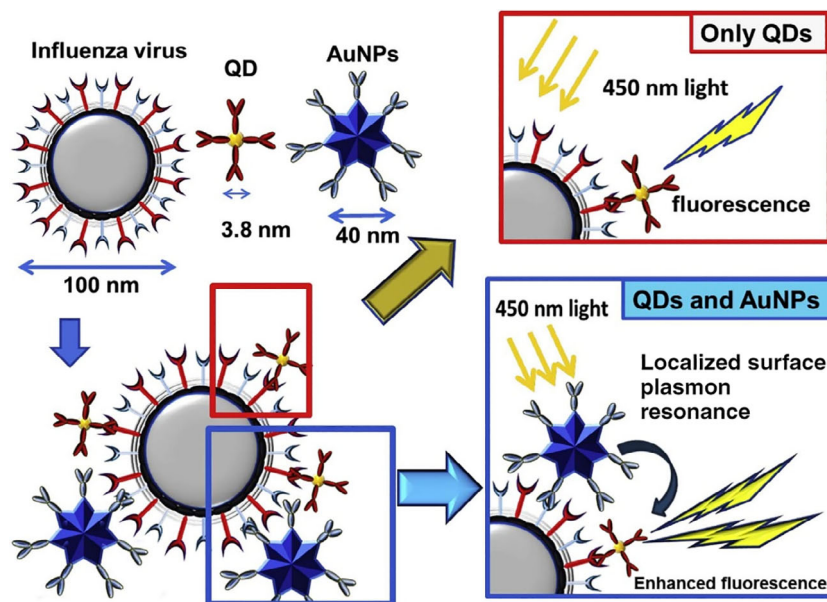 Influenza virus
QD
AuNPs
3.8 nm
40 nm
100 nm
Only QDs
450 nm light
fluorescence
QDs and AuNPs
450 nm light
Localized surface
plasmon
resonance
Enhanced fluorescence